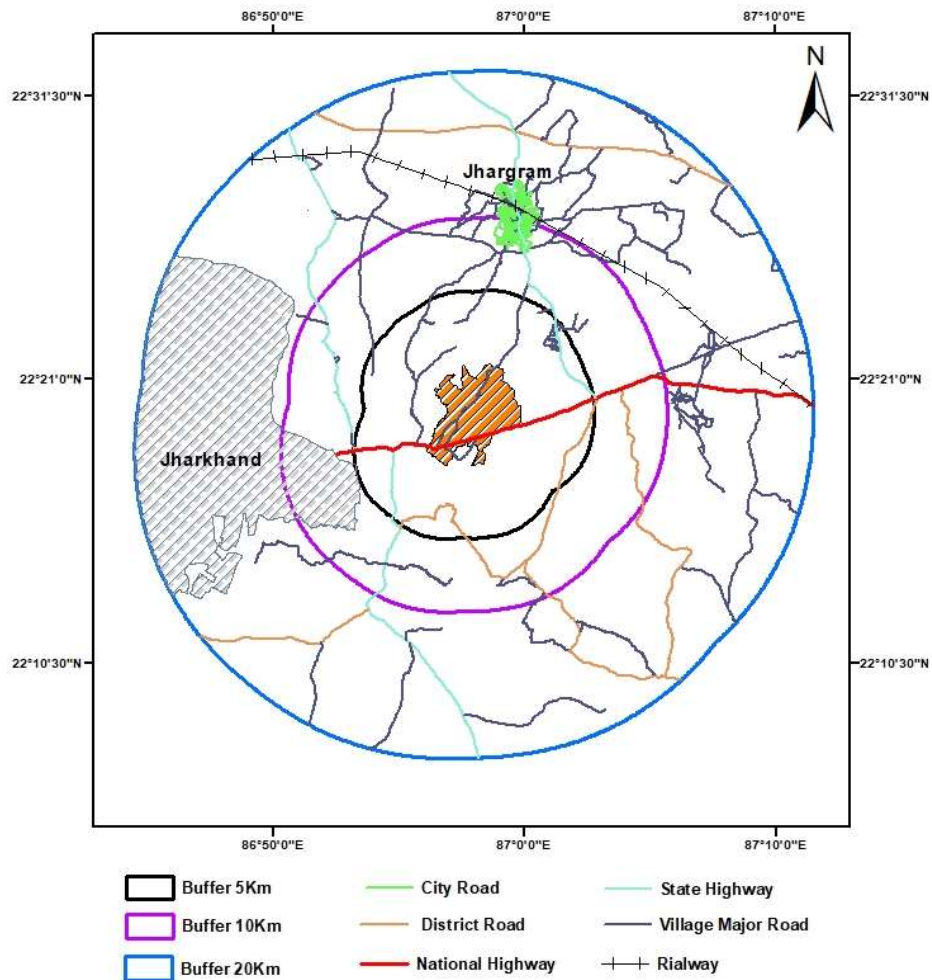 86°50'0"E 87°0'0"E 87°10'0"E
N
22°31'30"N 22°31'30"N
Jhargram
22°21'0"N 22°21'0"N
Jharkhand
22°10'30"N 22°10'30"N
86°50'0"E 87°0'0"E 87°10'0"E
Buffer 5Km City Road State Highway
Buffer 10Km District Road Village Major Road
Buffer 20Km National Highway Rialway